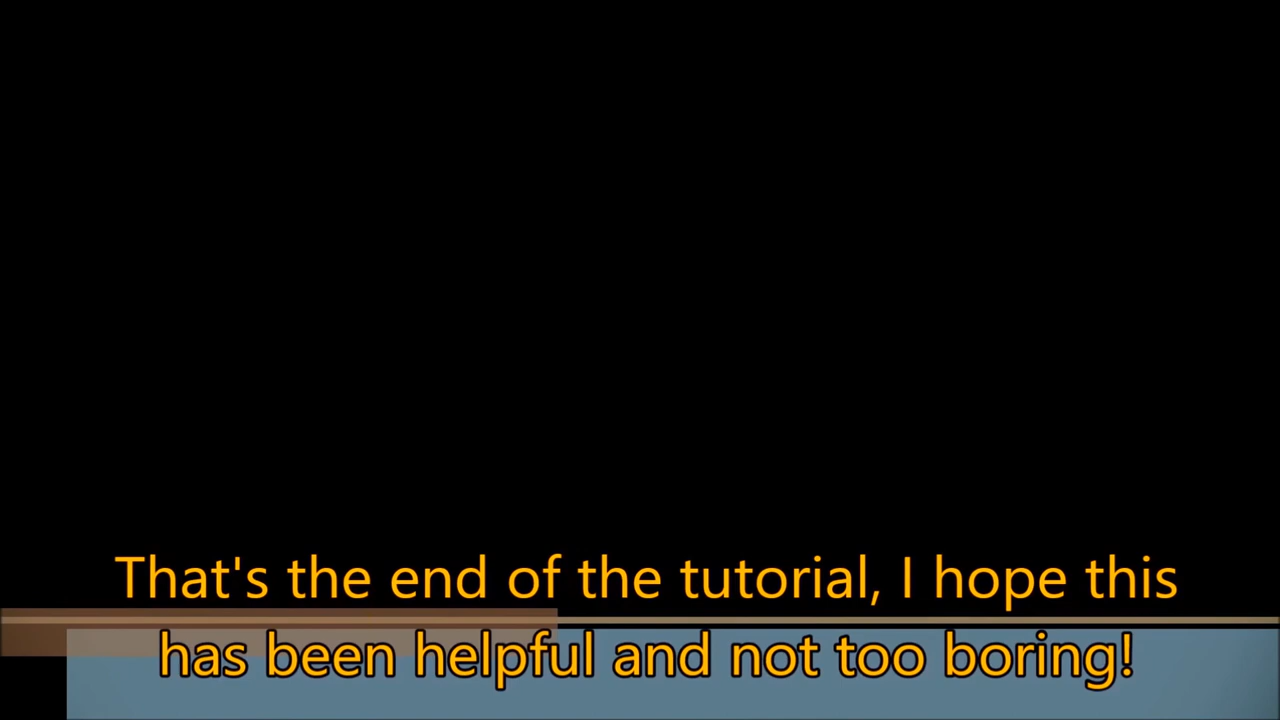 That's the end of the tutorial, I hope this
has been helpful and not too boring!